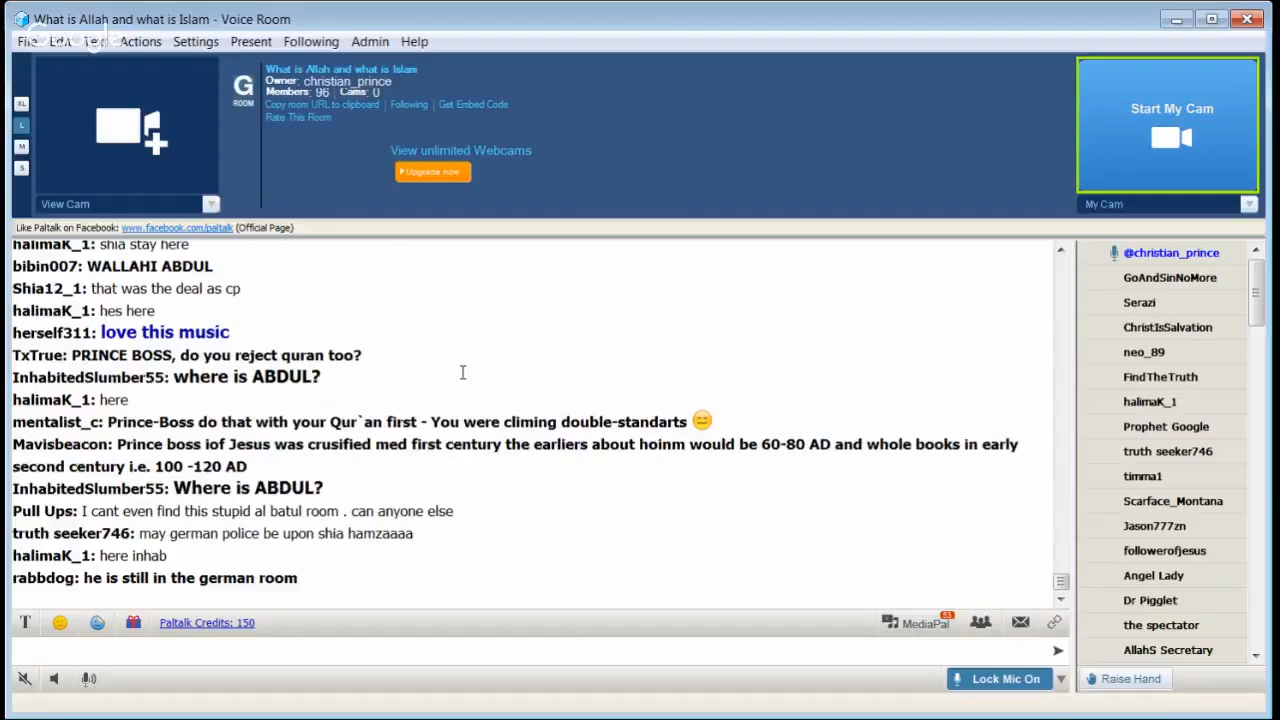 What is Allah and what is Islam - Voice Room
Google
File Edit Text Actions Settings Present Following Admin Help
XL
L
M
S
G
ROOM
What is Allah and what is Islam
Owner: christian_prince
Members: 96 | Cams: 0
Copy room URL to clipboard | Following | Get Embed Code
Rate This Room
View unlimited Webcams
Upgrade now
Start My Cam
View Cam
My Cam
Like Paltalk on Facebook: www.facebook.com/paltalk (Official Page)
halimaK_1: shia stay here
bibin007: WALLAHI ABDUL
Shia12_1: that was the deal as cp
halimaK_1: hes here
herself311: love this music
TxTrue: PRINCE BOSS, do you reject quran too?
InhabitedSlumber55: where is ABDUL?
halimaK_1: here
mentalist_c: Prince-Boss do that with your Qur`an first - You were climing double-standarts
Mavisbeacon: Prince boss iof Jesus was crusified med first century the earliers about hoinm would be 60-80 AD and whole books in early
second century i.e. 100 -120 AD
InhabitedSlumber55: Where is ABDUL?
Pull Ups: I cant even find this stupid al batul room . can anyone else
truth seeker746: may german police be upon shia hamzaaaa
halimaK_1: here inhab
rabbdog: he is still in the german room
@christian_prince
GoAndSinNoMore
Serazi
ChristIsSalvation
neo_89
FindTheTruth
halimaK_1
Prophet Google
truth seeker746
timma1
Scarface_Montana
Jason777zn
followerofjesus
Angel Lady
Dr Pigglet
the spectator
AllahS Secretary
T
Paltalk Credits: 150
MediaPal
53
Lock Mic On
Raise Hand